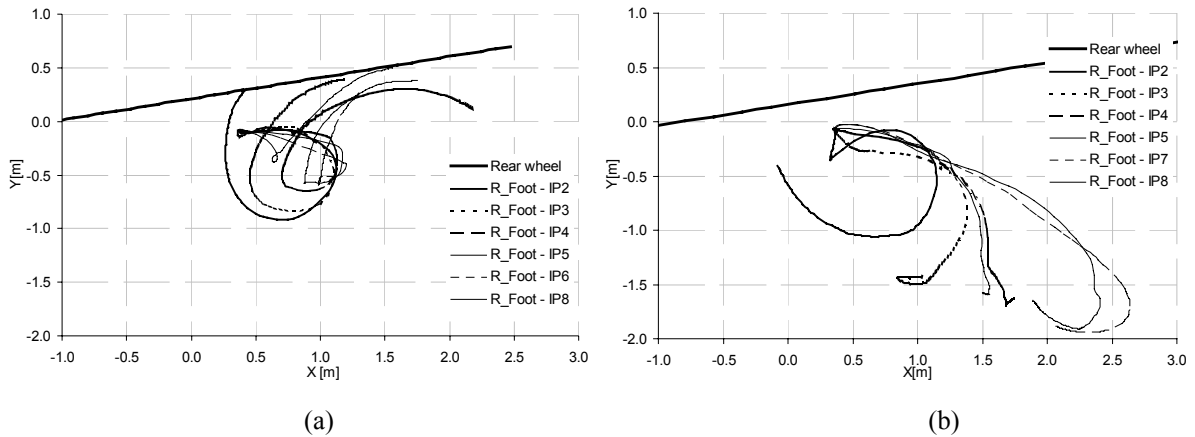 1.0
0.5
0.0
-0.5
-1.0
-1.5
-2.0
Y[m]
Rear wheel
R_Foot - IP2
R_Foot - IP3
R_Foot - IP4
R_Foot - IP5
R_Foot - IP6
R_Foot - IP8
-1.0 -0.5 0.0 0.5 1.0 1.5 2.0 2.5 3.0
X [m]
(a)
1.0
0.5
0.0
-0.5
-1.0
-1.5
-2.0
Y[m]
Rear wheel
R_Foot - IP2
R_Foot - IP3
R_Foot - IP4
R_Foot - IP5
R_Foot - IP7
R_Foot - IP8
-1.0 -0.5 0.0 0.5 1.0 1.5 2.0 2.5 3.0
X[m]
(b)